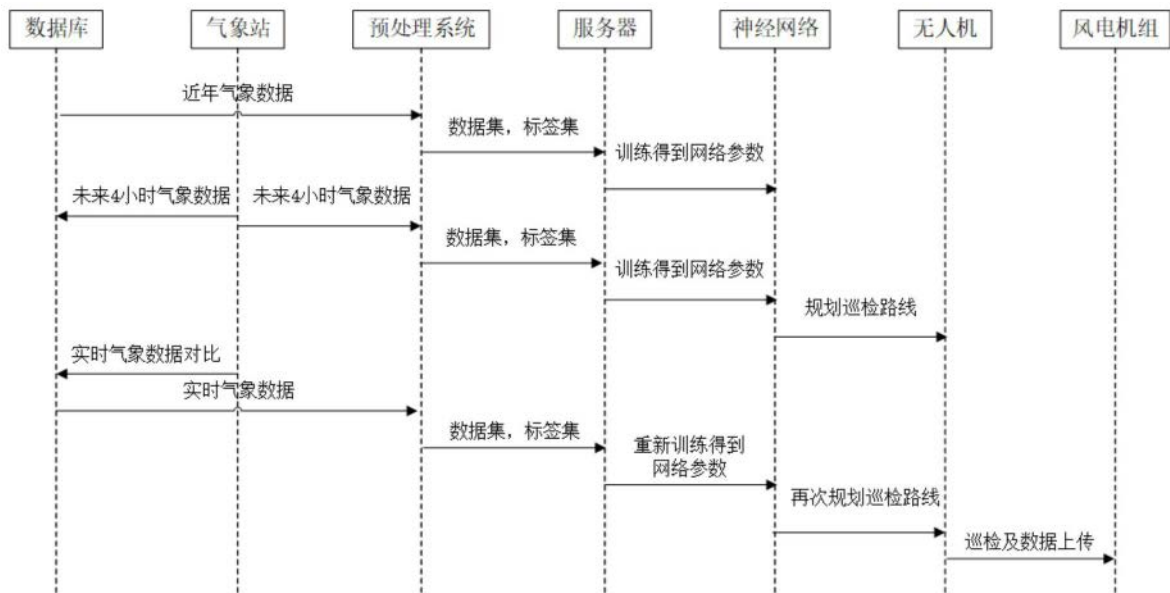 数据库
气象站
预处理系统
服务器
神经网络
无人机
风电机组
近年气象数据
数据集，标签集
训练得到网络参数
未来4小时气象数据
未来4小时气象数据
数据集，标签集
训练得到网络参数
规划巡检路线
实时气象数据对比
实时气象数据
数据集，标签集
重新训练得到
网络参数
再次规划巡检路线
巡检及数据上传